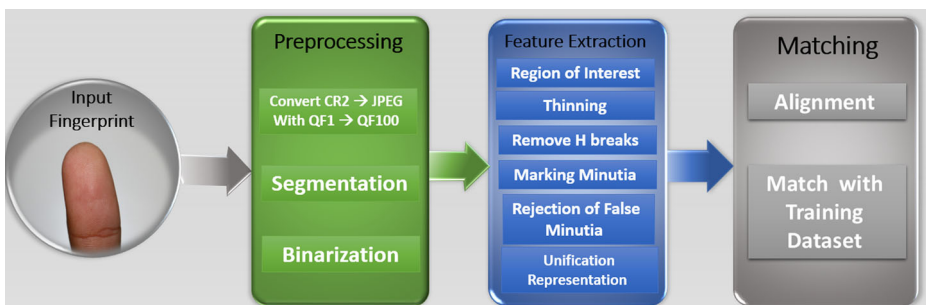 Input
Fingerprint
Preprocessing
Convert CR2 → JPEG
With QF1 → QF100
Segmentation
Binarization
Feature Extraction
Region of Interest
Thinning
Remove H breaks
Marking Minutia
Rejection of False
Minutia
Unification
Representation
Matching
Alignment
Match with
Training
Dataset